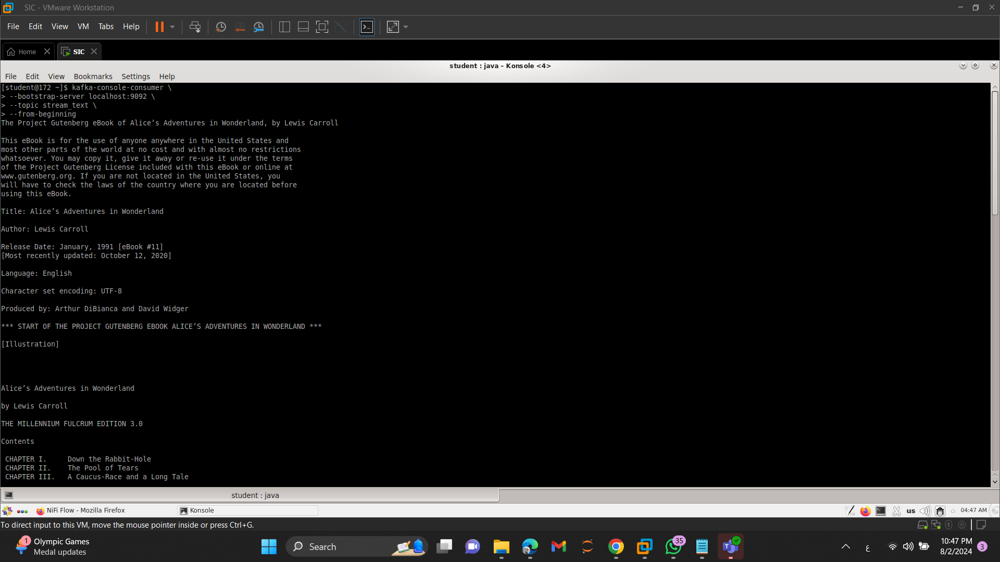 SIC - VMware Workstation
File Edit View VM Tabs Help
Home SIC
student : java – Konsole <4>
File Edit View Bookmarks Settings Help
[student@172 ~]$ kafka-console-consumer \
> --bootstrap-server localhost:9092 \
> --topic stream_text \
> --from-beginning
The Project Gutenberg eBook of Alice’s Adventures in Wonderland, by Lewis Carroll
This eBook is for the use of anyone anywhere in the United States and
most other parts of the world at no cost and with almost no restrictions
whatsoever. You may copy it, give it away or re-use it under the terms
of the Project Gutenberg License included with this eBook or online at
www.gutenberg.org. If you are not located in the United States, you
will have to check the laws of the country where you are located before
using this eBook.
Title: Alice’s Adventures in Wonderland
Author: Lewis Carroll
Release Date: January, 1991 [eBook #11]
[Most recently updated: October 12, 2020]
Language: English
Character set encoding: UTF-8
Produced by: Arthur DiBianca and David Widger
*** START OF THE PROJECT GUTENBERG EBOOK ALICE’S ADVENTURES IN WONDERLAND ***
[Illustration]
Alice’s Adventures in Wonderland
by Lewis Carroll
THE MILLENNIUM FULCRUM EDITION 3.0
Contents
CHAPTER I. Down the Rabbit-Hole
CHAPTER II. The Pool of Tears
CHAPTER III. A Caucus-Race and a Long Tale
student : java
NiFi Flow - Mozilla Firefox Konsole us 04:47 AM
To direct input to this VM, move the mouse pointer inside or press Ctrl+G.
1 Olympic Games
Medal updates
Search
35
ع
10:47 PM
8/2/2024
3